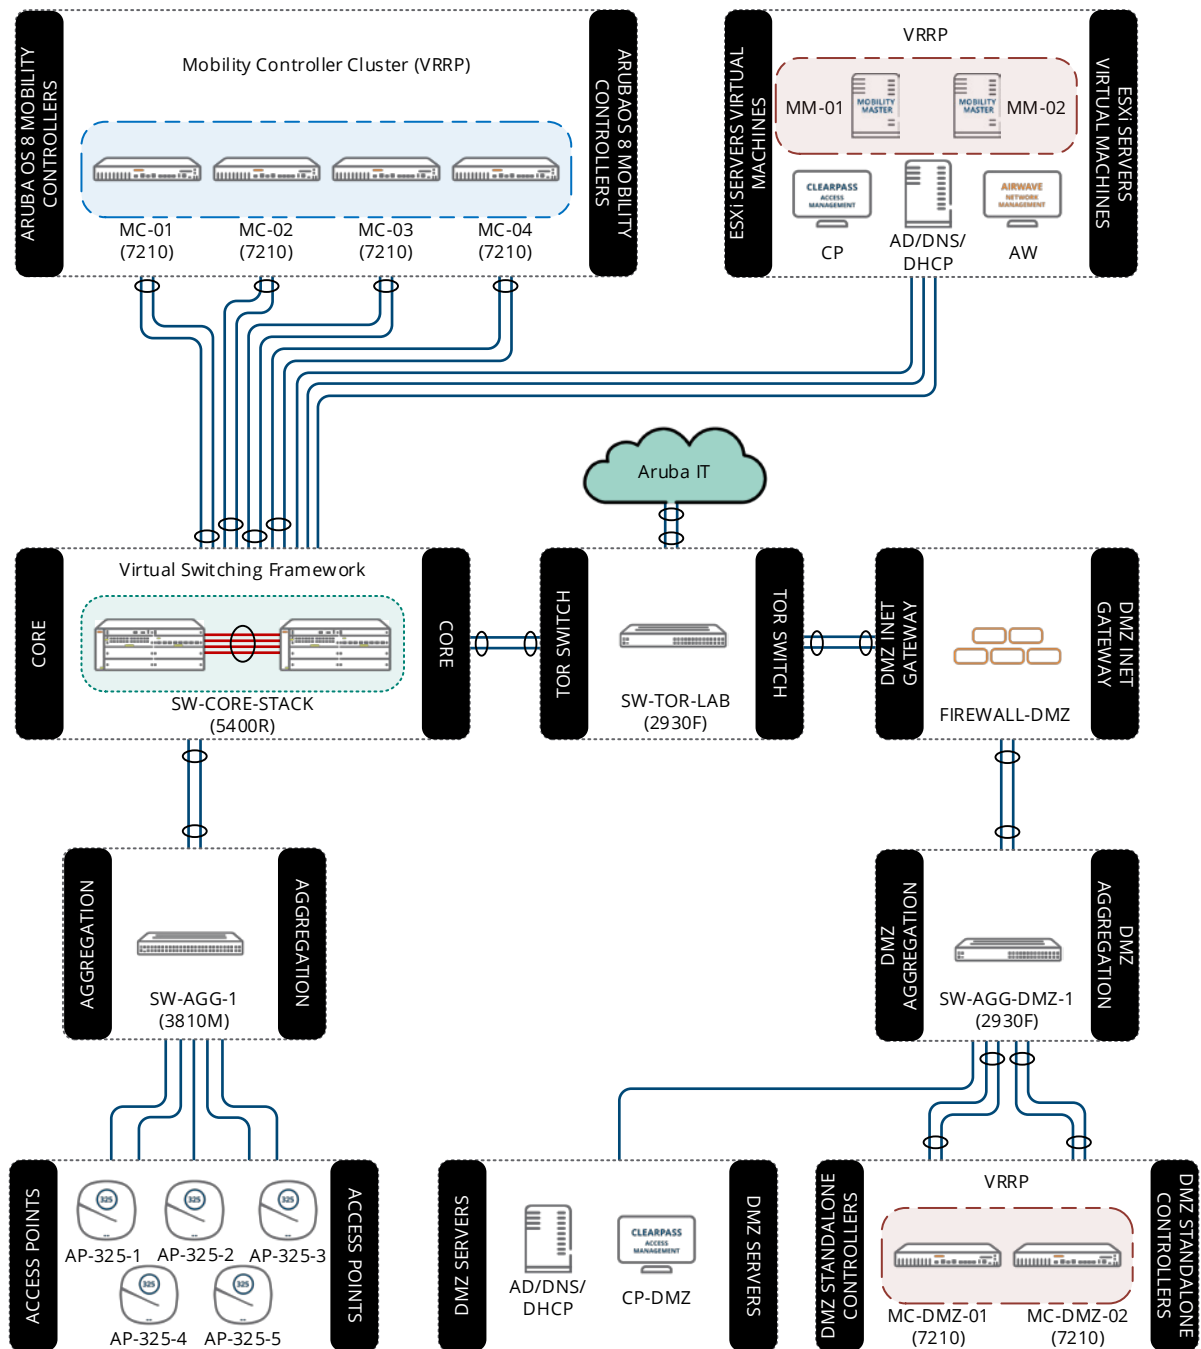 ARUBA OS 8 MOBILITY
CONTROLLERS
Mobility Controller Cluster (VRRP)
MC-01
(7210)
MC-02
(7210)
MC-03
(7210)
MC-04
(7210)
ARUBAOS 8 MOBILITY
CONTROLLERS
ESXi SERVERS VIRTUAL
MACHINES
VRRP
MM-01
MOBILITY
MASTER
MOBILITY
MASTER
MM-02
CLEARPASS
ACCESS
MANAGEMENT
CP
AD/DNS/
DHCP
AIRWAVE
NETWORK
MANAGEMENT
AW
ESXi SERVERS
VIRTUAL MACHINES
Aruba IT
CORE
Virtual Switching Framework
SW-CORE-STACK
(5400R)
CORE
TOR SWITCH
SW-TOR-LAB
(2930F)
TOR SWITCH
DMZ INET
GATEWAY
FIREWALL-DMZ
DMZ INET
GATEWAY
AGGREGATION
SW-AGG-1
(3810M)
AGGREGATION
DMZ
AGGREGATION
SW-AGG-DMZ-1
(2930F)
DMZ
AGGREGATION
ACCESS POINTS
325
325
325
AP-325-1
AP-325-2
AP-325-3
325
325
AP-325-4
AP-325-5
ACCESS POINTS
DMZ SERVERS
AD/DNS/
DHCP
CLEARPASS
ACCESS
MANAGEMENT
CP-DMZ
DMZ SERVERS
DMZ STANDALONE
CONTROLLERS
VRRP
MC-DMZ-01
(7210)
MC-DMZ-02
(7210)
DMZ STANDALONE
CONTROLLERS